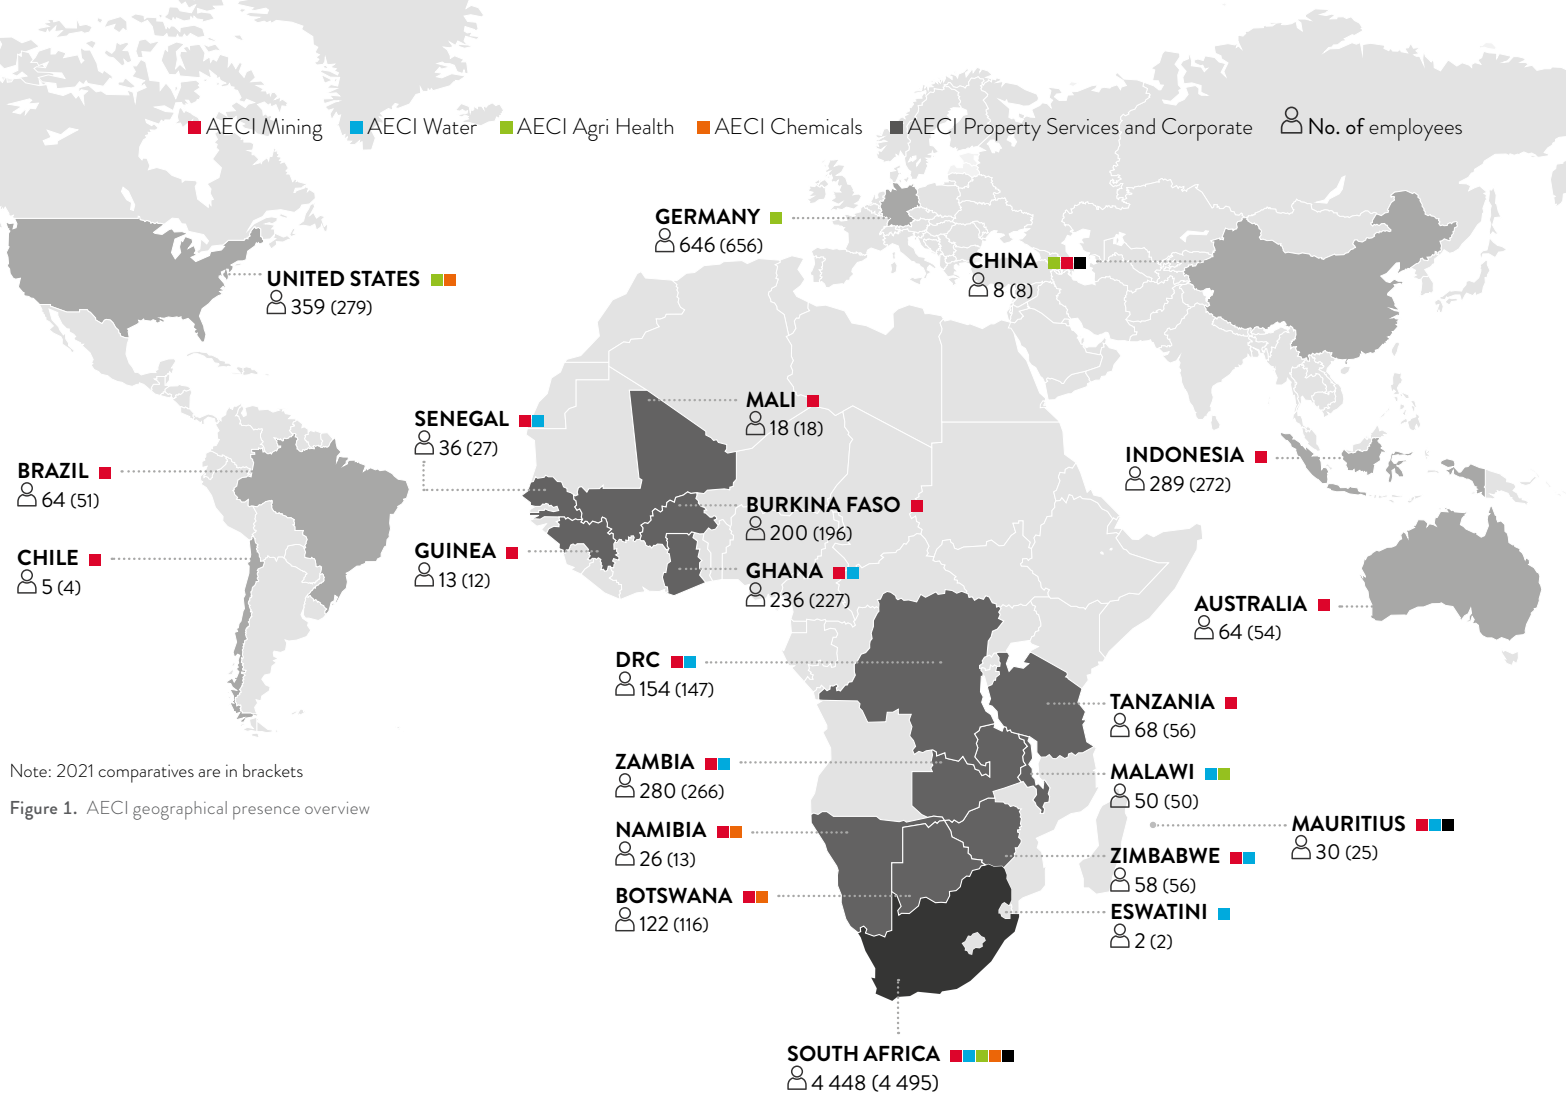 AECI Mining AECI Water AECI Agri Health AECI Chemicals AECI Property Services and Corporate No. of employees
GERMANY
646 (656)
CHINA
8 (8)
UNITED STATES
359 (279)
MALI
18 (18)
SENEGAL
36 (27)
INDONESIA
289 (272)
BRAZIL
64 (51)
BURKINA FASO
200 (196)
GUINEA
13 (12)
CHILE
5 (4)
GHANA
236 (227)
AUSTRALIA
64 (54)
DRC
154 (147)
TANZANIA
68 (56)
ZAMBIA
280 (266)
MALAWI
50 (50)
NAMIBIA
26 (13)
MAURITIUS
30 (25)
ZIMBABWE
58 (56)
BOTSWANA
122 (116)
ESWATINI
2 (2)
SOUTH AFRICA
4 448 (4 495)
Note: 2021 comparatives are in brackets
Figure 1. AECI geographical presence overview